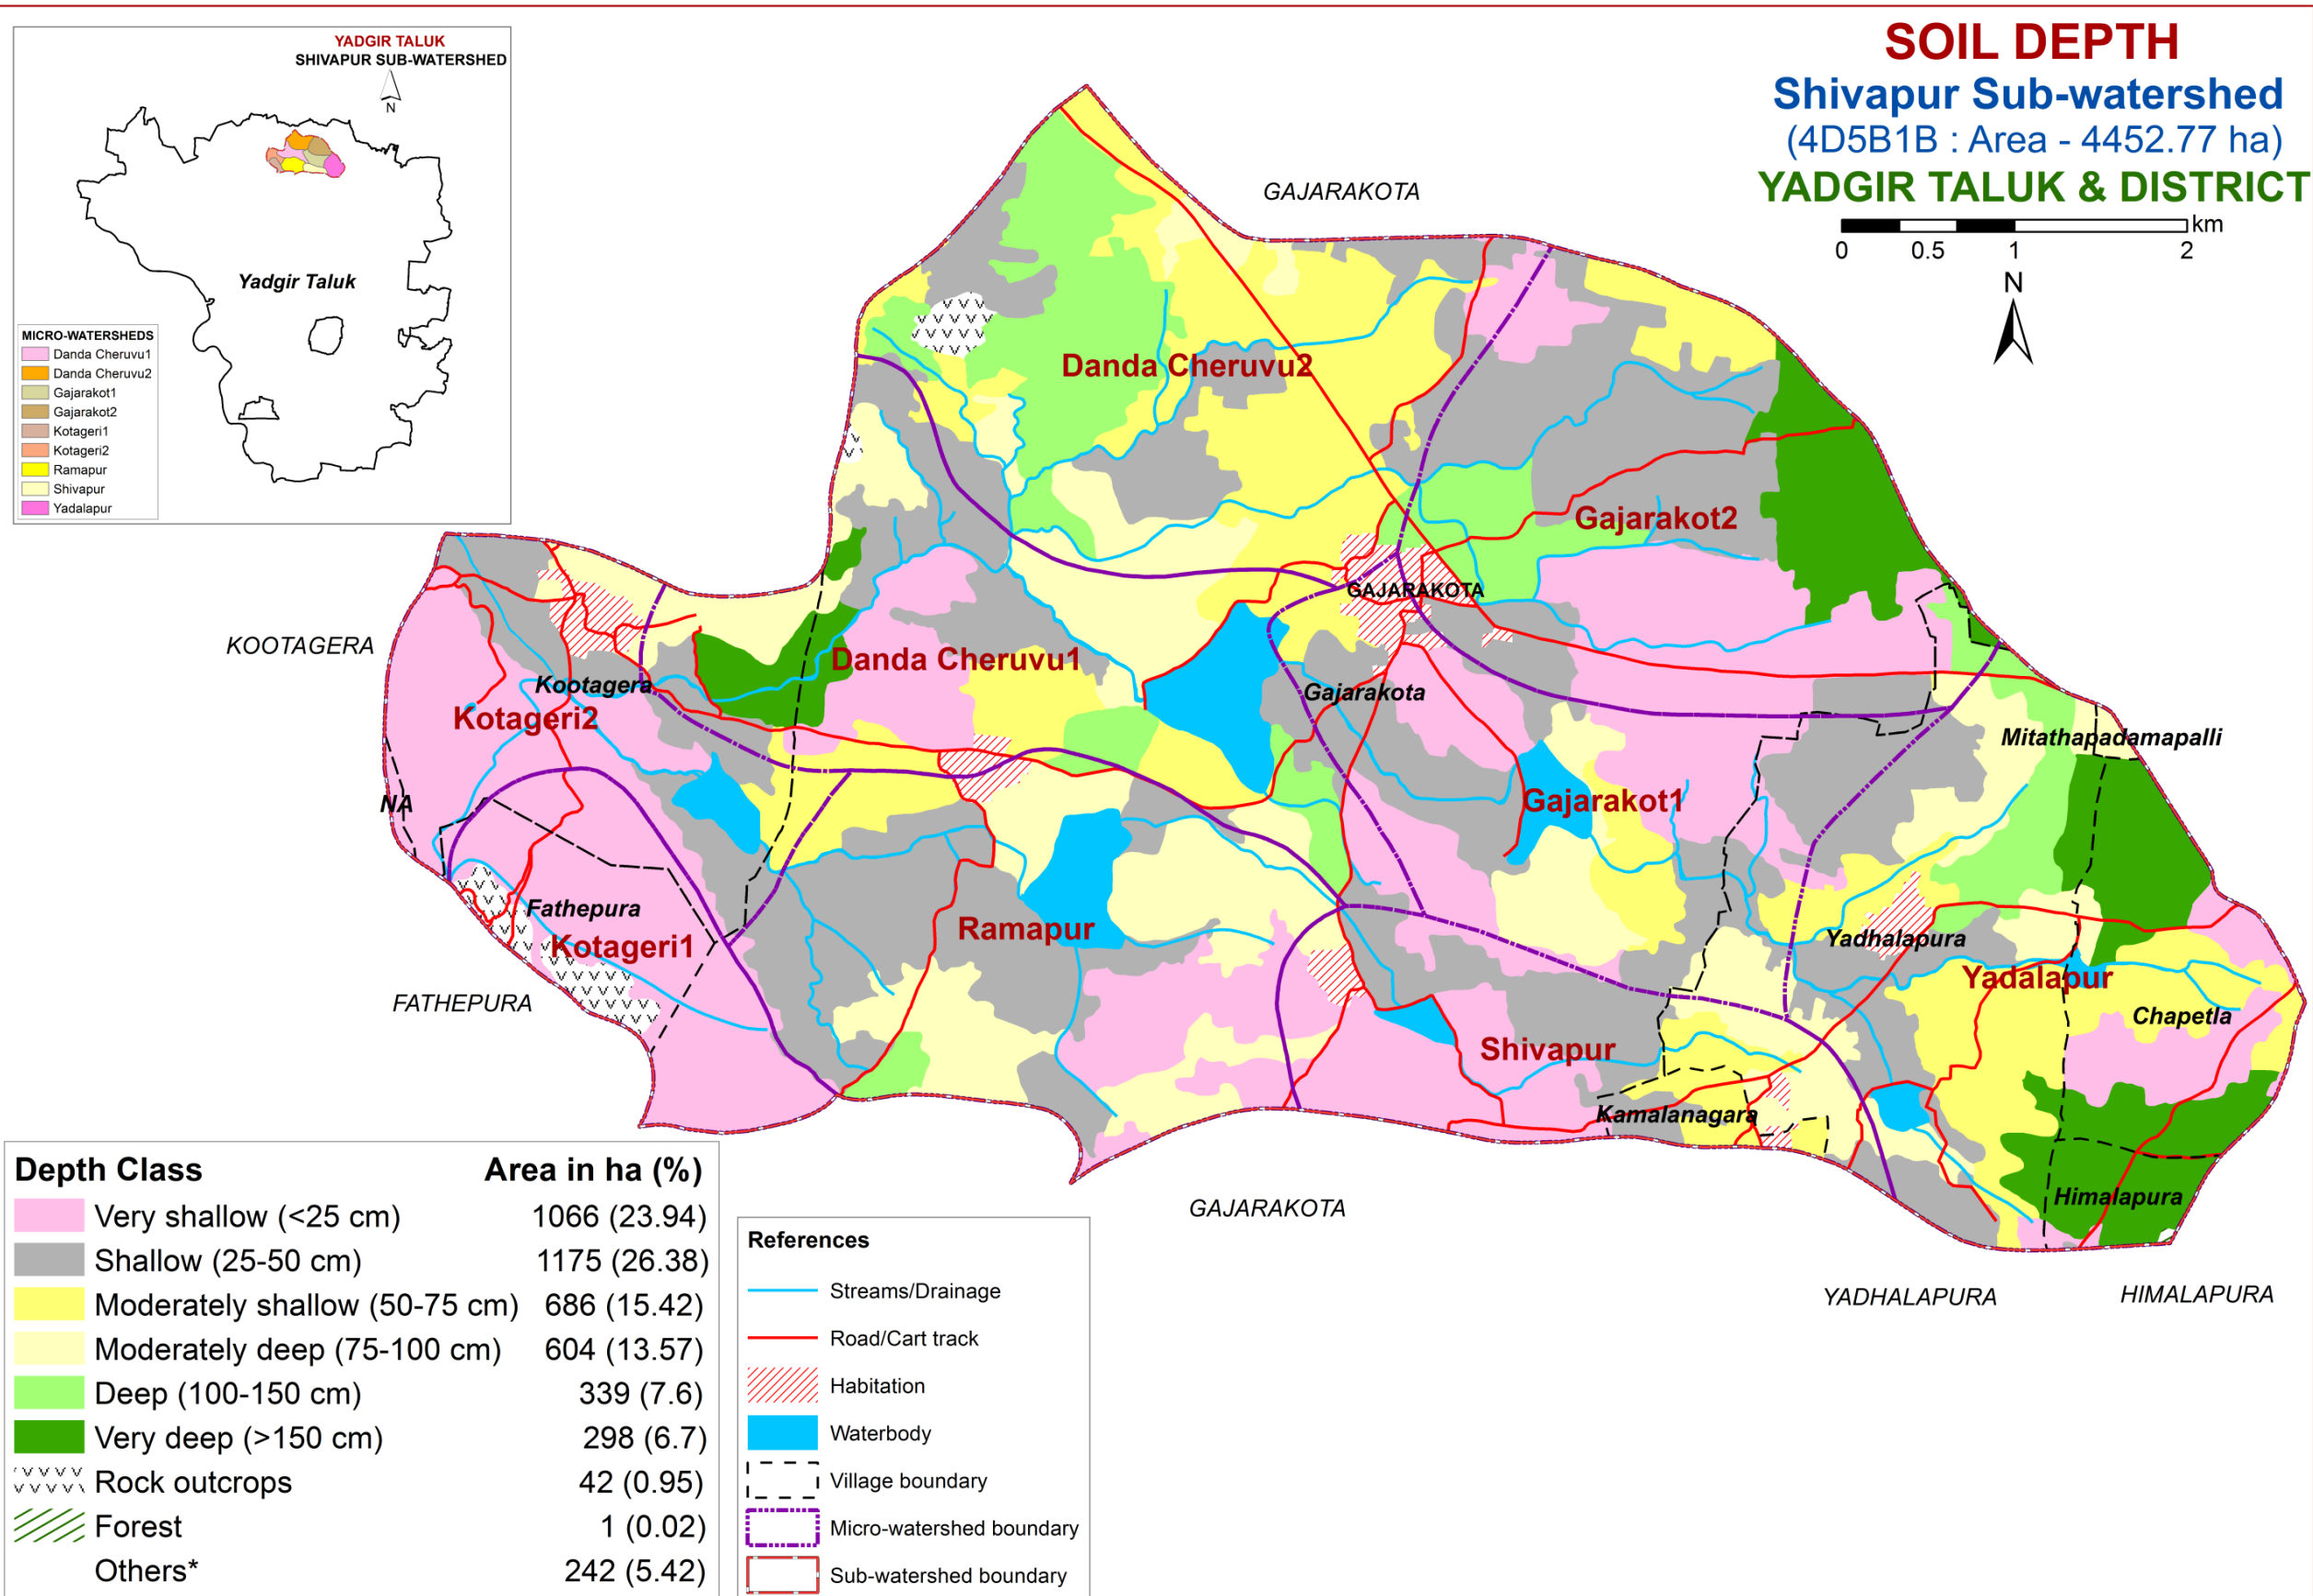 YADGIR TALUK
SHIVAPUR SUB-WATERSHED
N
Yadgir Taluk
MICRO-WATERSHEDS
Danda Cheruvu1
Danda Cheruvu2
Gajarakot1
Gajarakot2
Kotageri1
Kotageri2
Ramapur
Shivapur
Yadalapur
SOIL DEPTH
Shivapur Sub-watershed
(4D5B1B : Area - 4452.77 ha)
YADGIR TALUK & DISTRICT
km
0 0.5 1 2
N
GAJARAKOTA
Danda Cheruvu2
Gajarakot2
GAJARAKOTA
KOOTAGERA
Danda Cheruvu1
Kootagera
Gajarakota
Kotageri2
Mitathapadamapalli
NA
Gajarakot1
Fathepura
Ramapur
Yadhalapura
Kotageri1
Yadalapur
FATHEPURA
Chapetla
Shivapur
Kamalanagara
Himalapura
GAJARAKOTA
YADHALAPURA
HIMALAPURA
Depth Class Area in ha (%)
Very shallow (<25 cm) 1066 (23.94)
Shallow (25-50 cm) 1175 (26.38)
Moderately shallow (50-75 cm) 686 (15.42)
Moderately deep (75-100 cm) 604 (13.57)
Deep (100-150 cm) 339 (7.6)
Very deep (>150 cm) 298 (6.7)
Rock outcrops 42 (0.95)
Forest 1 (0.02)
Others* 242 (5.42)
References
Streams/Drainage
Road/Cart track
Habitation
Waterbody
Village boundary
Micro-watershed boundary
Sub-watershed boundary